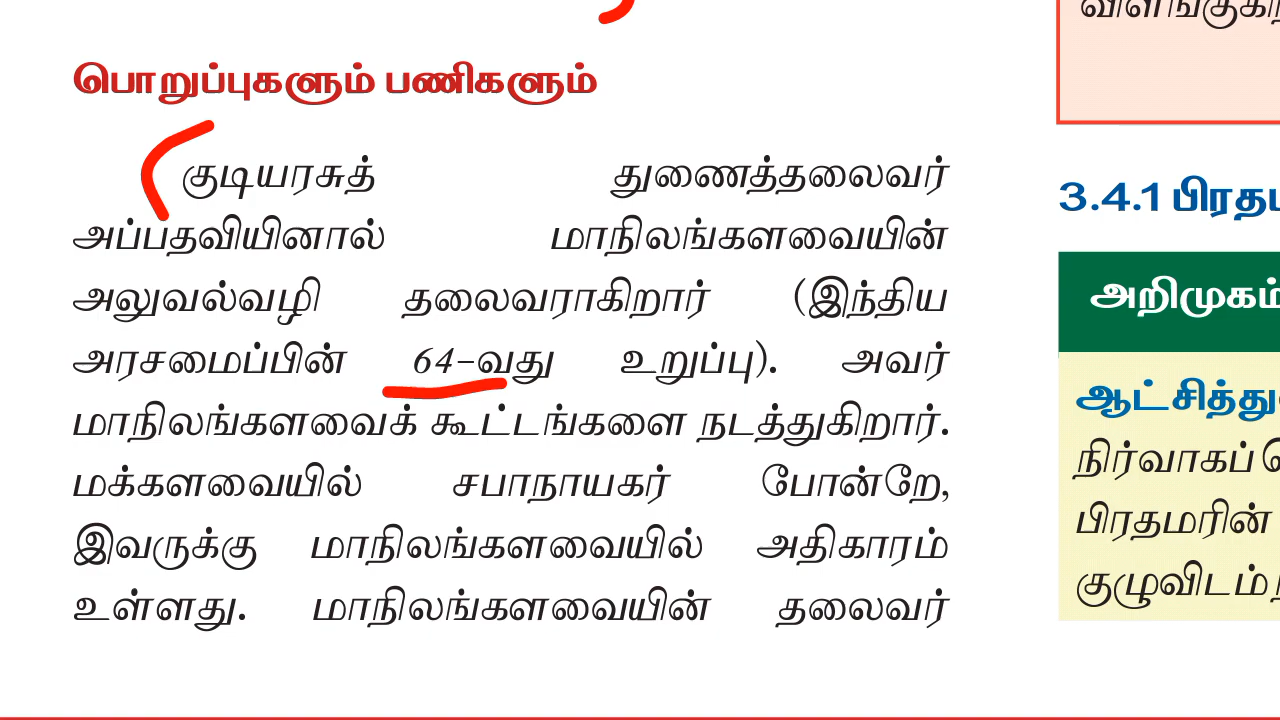 பொறுப்புகளும் பணிகளும்
குடியரசுத் துணைத்தலைவர்
அப்பதவியினால் மாநிலங்களவையின்
அலுவல்வழி தலைவராகிறார் (இந்திய
அரசமைப்பின் 64-வது உறுப்பு). அவர்
மாநிலங்களவைக் கூட்டங்களை நடத்துகிறார்.
மக்களவையில் சபாநாயகர் போன்றே,
இவருக்கு மாநிலங்களவையில் அதிகாரம்
உள்ளது. மாநிலங்களவையின் தலைவர்
3.4.1
அறிமுகம்
நிர்வாகப்
பிரதமரின்
குழுவிடம்